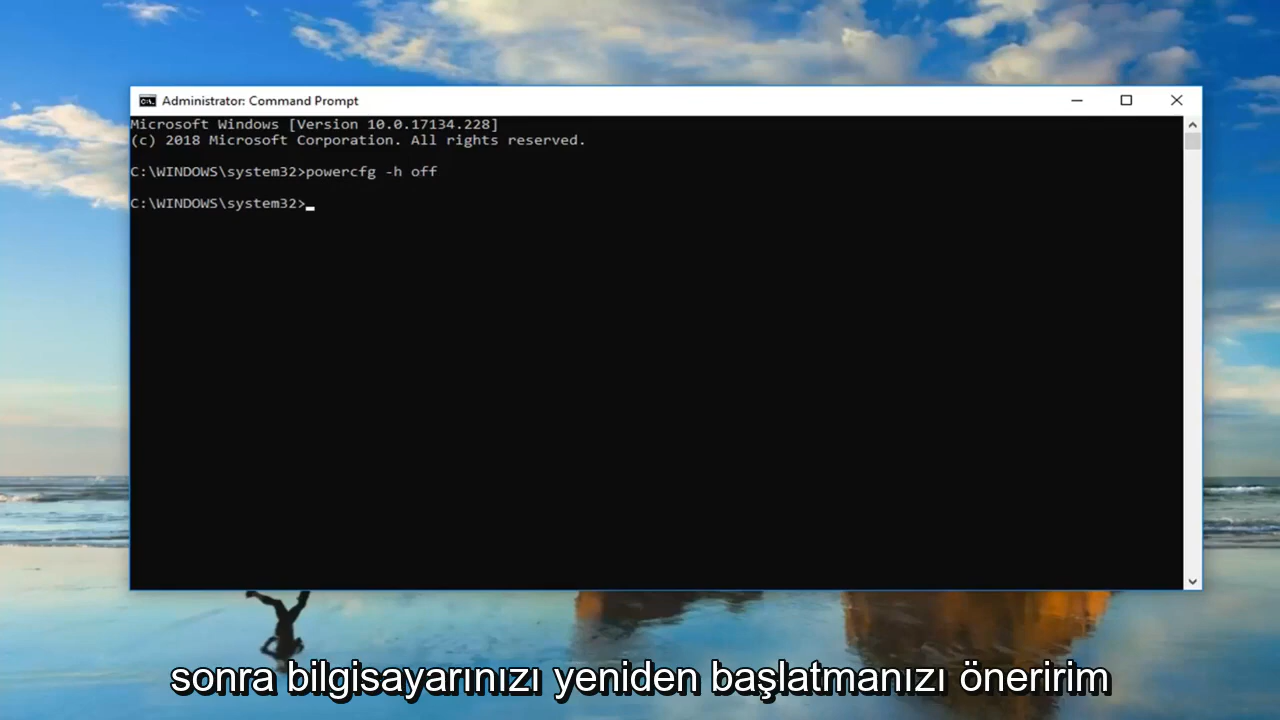 Administrator: Command Prompt
Microsoft Windows [Version 10.0.17134.228]
(c) 2018 Microsoft Corporation. All rights reserved.
C:\WINDOWS\system32>powercfg -h off
C:\WINDOWS\system32>
sonra bilgisayarınızı yeniden başlatmanızı öneririm